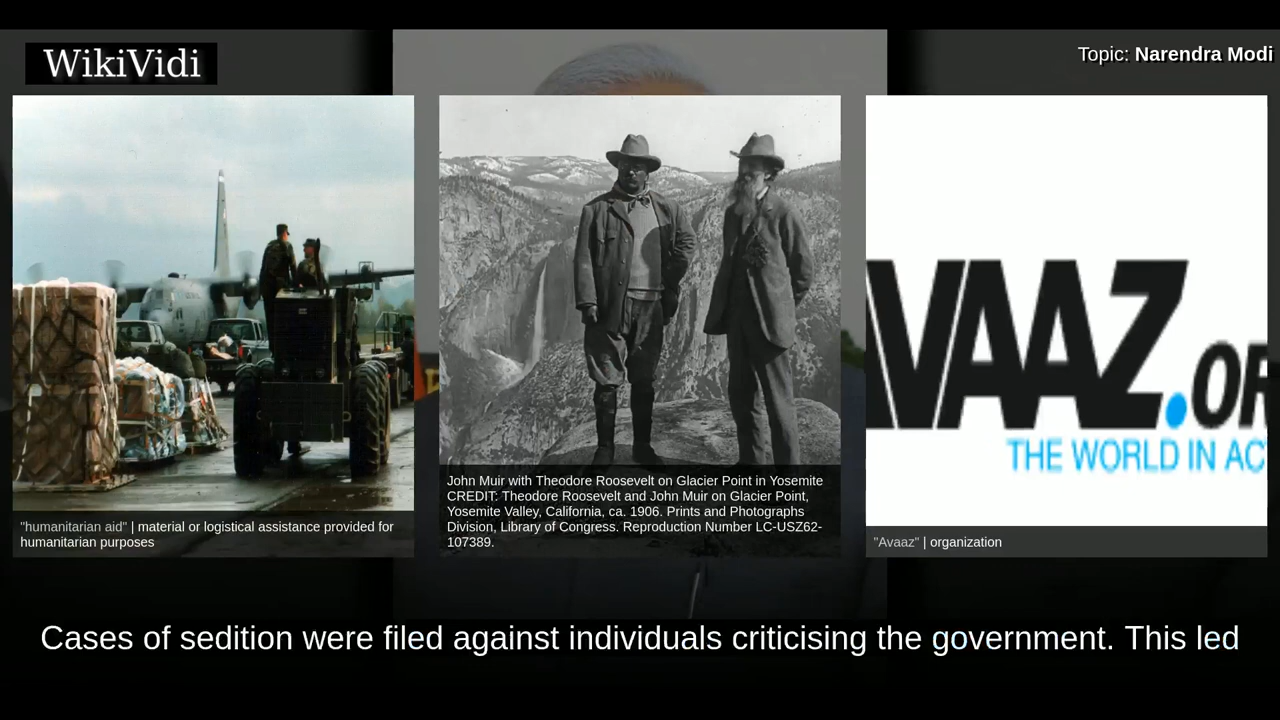 WikiVidi
Topic: Narendra Modi
AVAAZ.OR
THE WORLD IN AC
"humanitarian aid" | material or logistical assistance provided for
humanitarian purposes
John Muir with Theodore Roosevelt on Glacier Point in Yosemite
CREDIT: Theodore Roosevelt and John Muir on Glacier Point,
Yosemite Valley, California, ca. 1906. Prints and Photographs
Division, Library of Congress. Reproduction Number LC-USZ62-
107389.
"Avaaz" | organization
Cases of sedition were filed against individuals criticising the government. This led